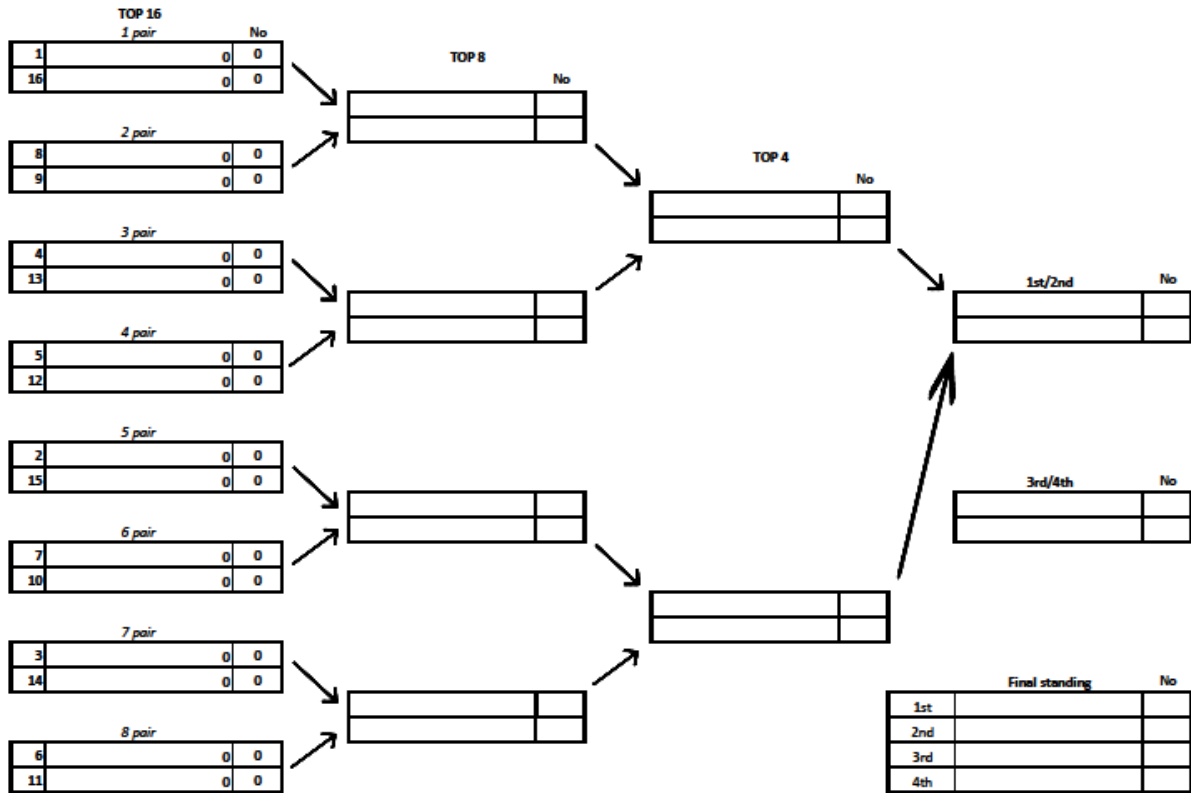 TOP 16
1 pair No
1 0 0
16 0 0
2 pair
8 0 0
9 0 0
3 pair
4 0 0
13 0 0
4 pair
5 0 0
12 0 0
5 pair
2 0 0
15 0 0
6 pair
7 0 0
10 0 0
7 pair
3 0 0
14 0 0
8 pair
6 0 0
11 0 0
TOP 8
No
TOP 4
No
1st/2nd No
3rd/4th No
Final standing No
1st
2nd
3rd
4th